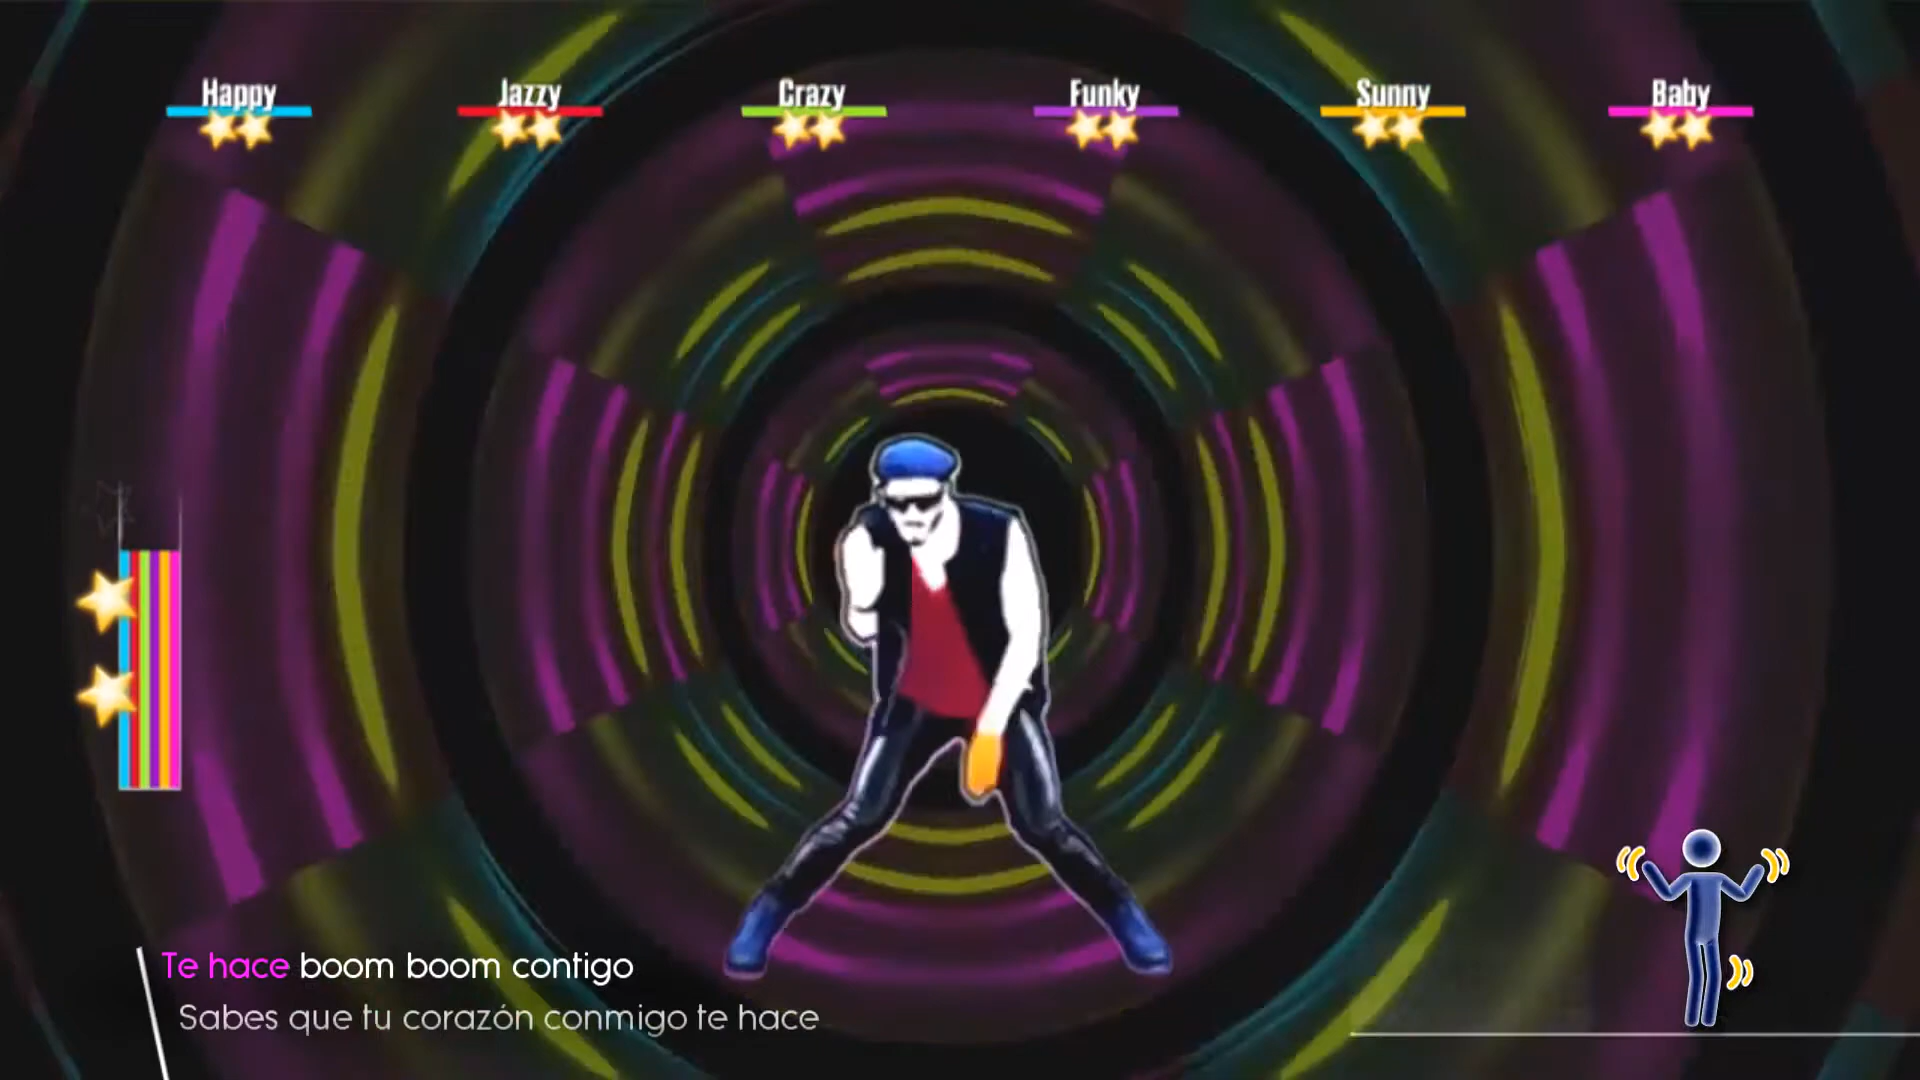 Happy Jazzy Crazy Funky Sunny Baby
Te hace boom boom contigo
Sabes que tu corazón conmigo te hace